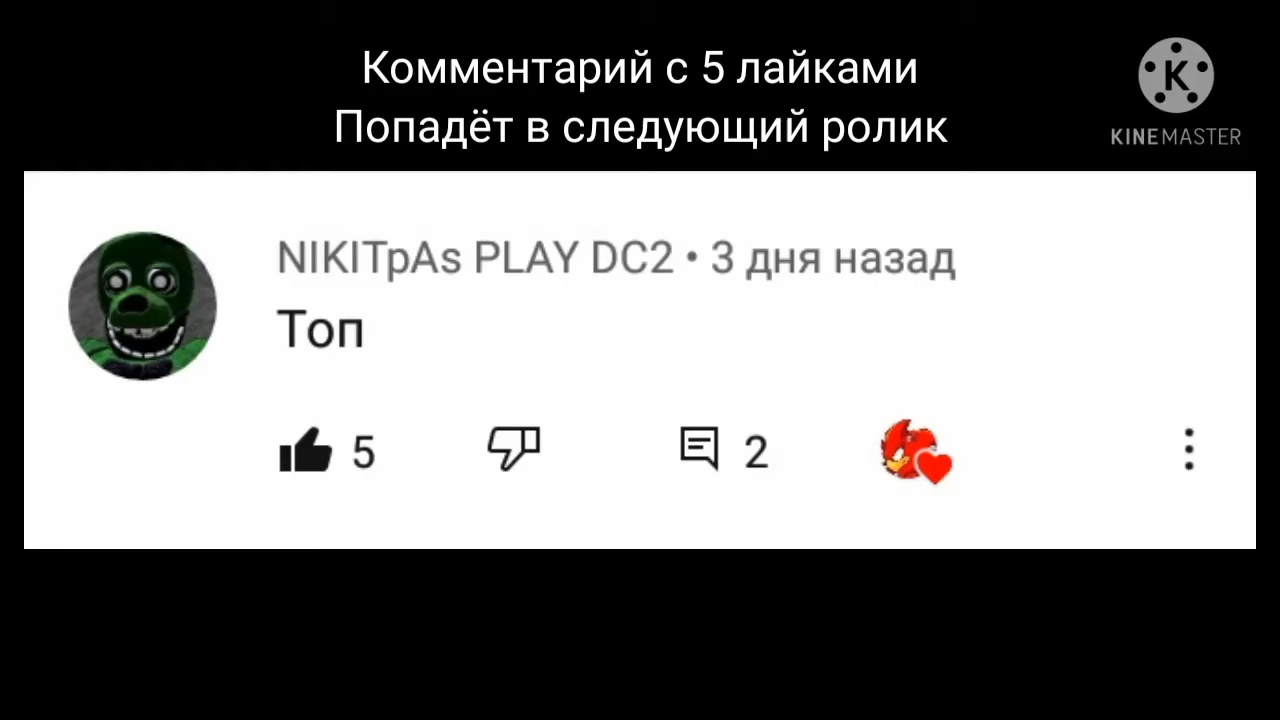 Комментарий с 5 лайками
Попадёт в следующий ролик
KINEMASTER
NIKITpAs PLAY DC2 • 3 дня назад
Топ
5 2